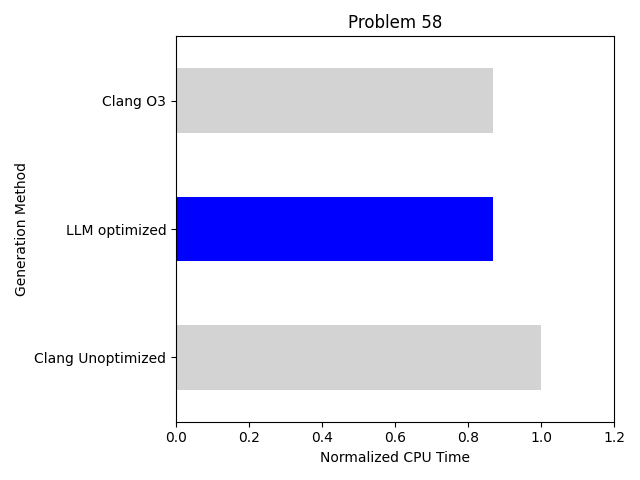 Problem 58
Generation Method
Clang O3
LLM optimized
Clang Unoptimized
0.0 0.2 0.4 0.6 0.8 1.0 1.2
Normalized CPU Time